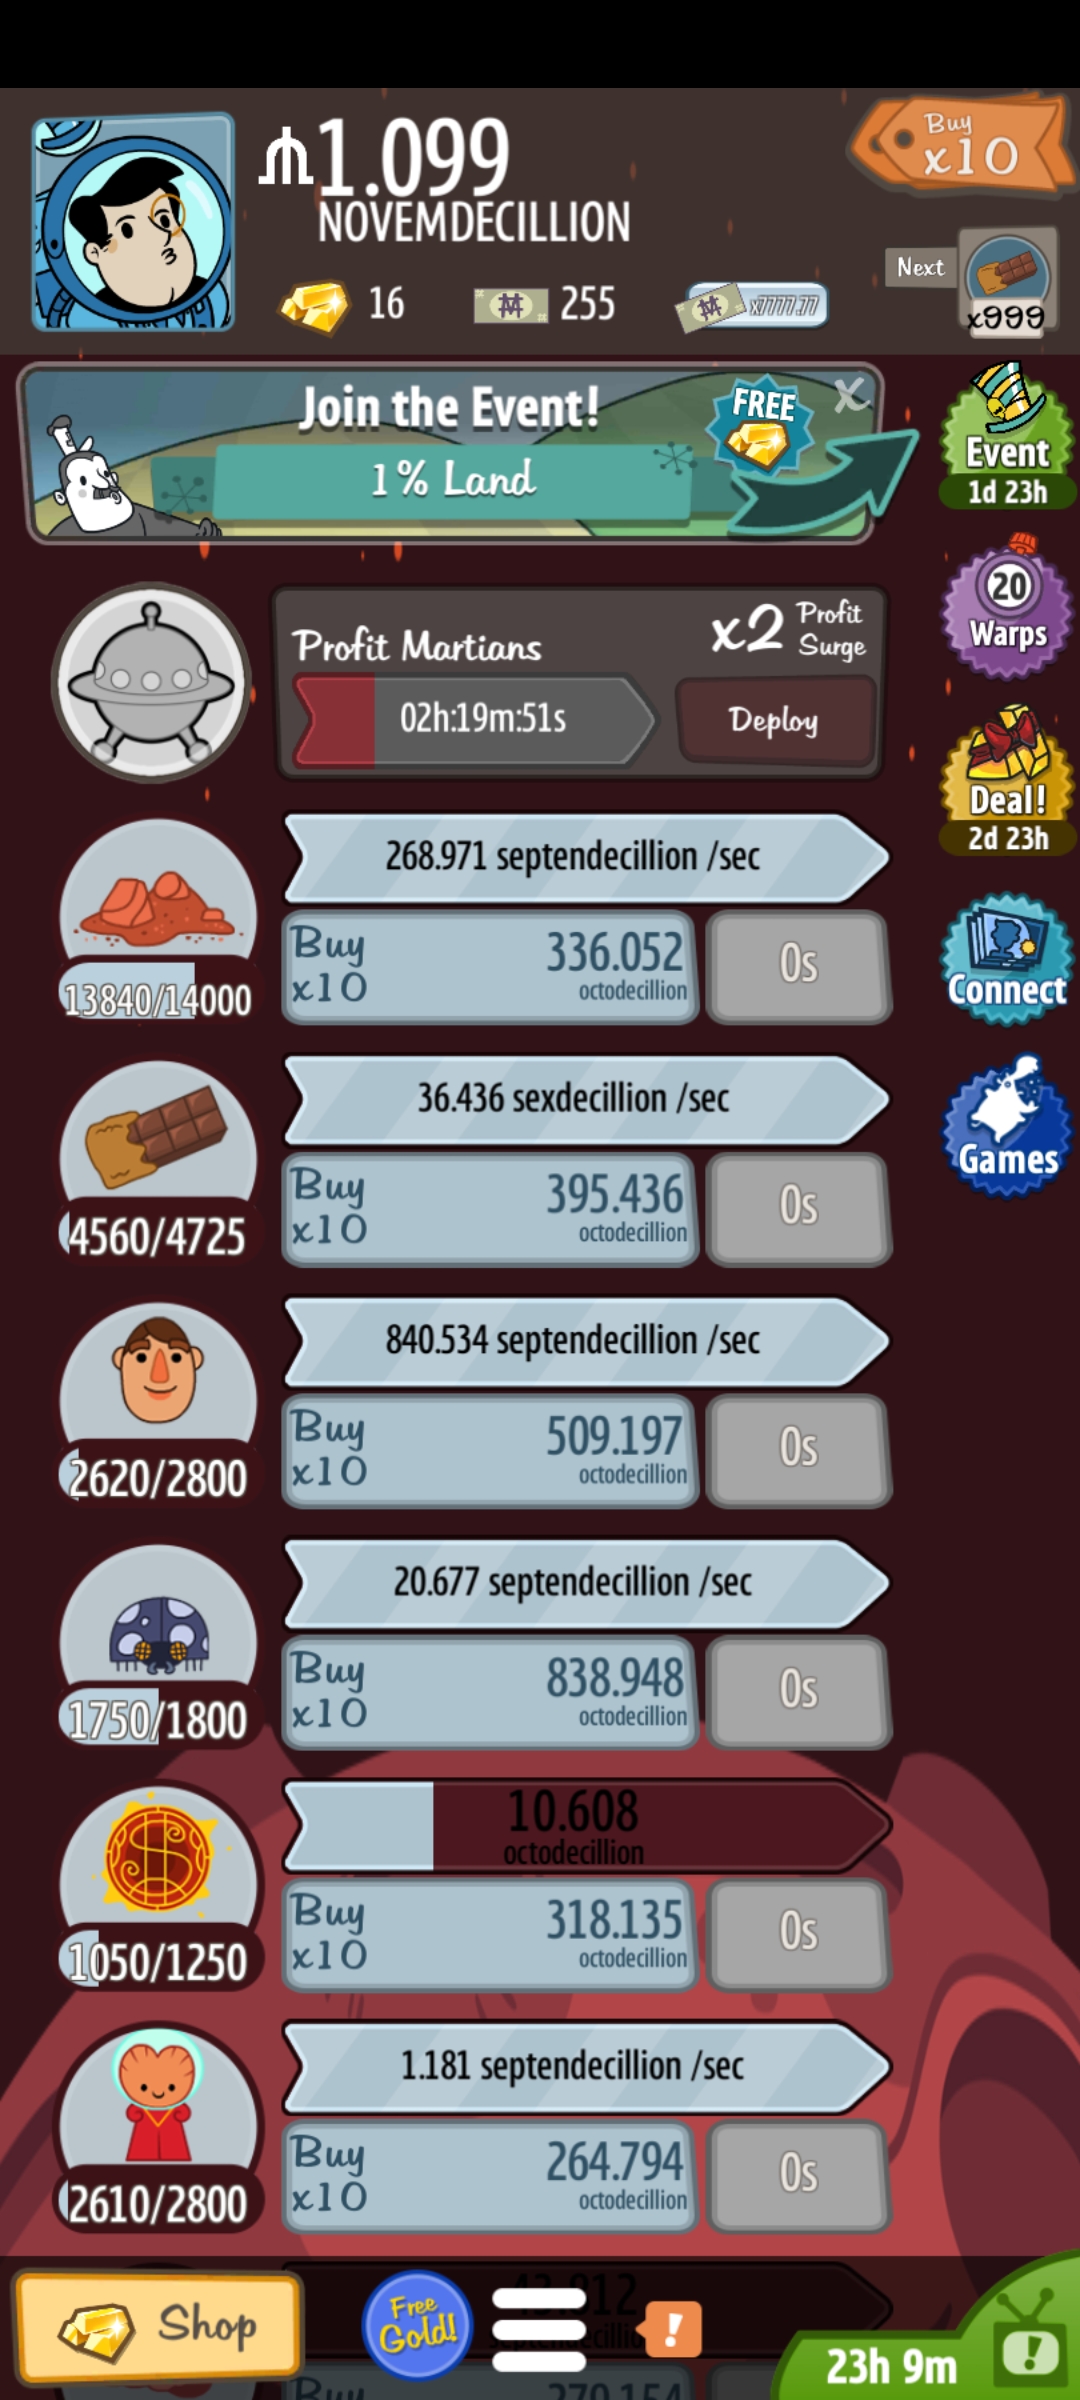 ₼1.099
NOVEMDECILLION
Buy
x10
16
255
x7777.77
Next
x999
Join the Event!
1% Land
FREE
X
Event
1d 23h
Profit Martians
x2 Profit
Surge
02h:19m:51s
Deploy
20
Warps
Deal!
2d 23h
268.971 septendecillion /sec
13840/14000
Buy
x10
336.052
octodecillion
0s
Connect
36.436 sexdecillion /sec
4560/4725
Buy
x10
395.436
octodecillion
0s
Games
840.534 septendecillion /sec
2620/2800
Buy
x10
509.197
octodecillion
0s
20.677 septendecillion /sec
1750/1800
Buy
x10
838.948
octodecillion
0s
10.608
octodecillion
1050/1250
Buy
x10
318.135
octodecillion
0s
1.181 septendecillion /sec
2610/2800
Buy
x10
264.794
octodecillion
0s
Shop
Free
Gold!
!
23h 9m
!
Buy